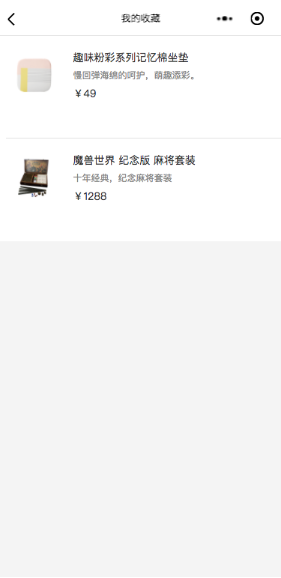 我的收藏
趣味粉彩系列记忆棉坐垫
慢回弹海绵的呵护，萌趣添彩。
￥49
魔兽世界 纪念版 麻将套装
十年经典，纪念麻将套装
￥1288